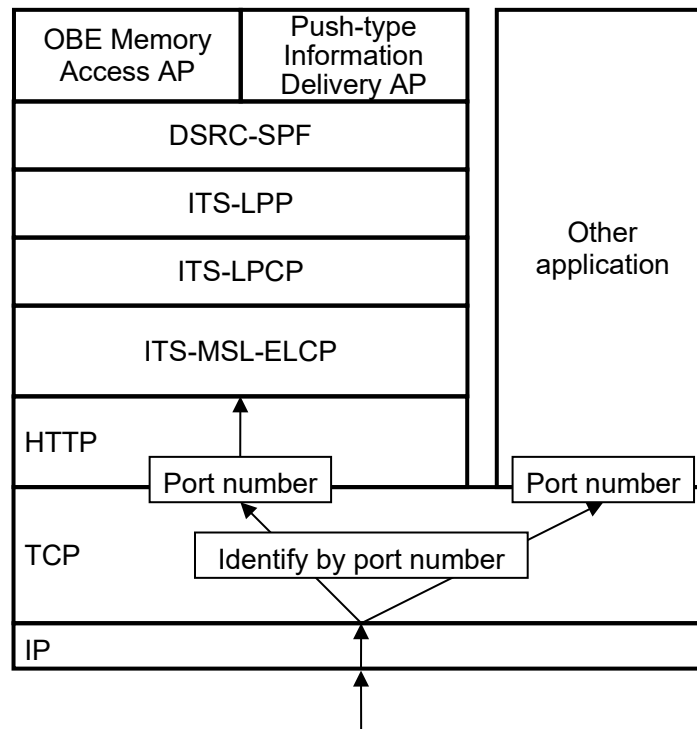 OBE Memory
Access AP
Push-type
Information
Delivery AP
DSRC-SPF
ITS-LPP
ITS-LPCP
ITS-MSL-ELCP
Other
application
HTTP
Port number
Port number
TCP
Identify by port number
IP